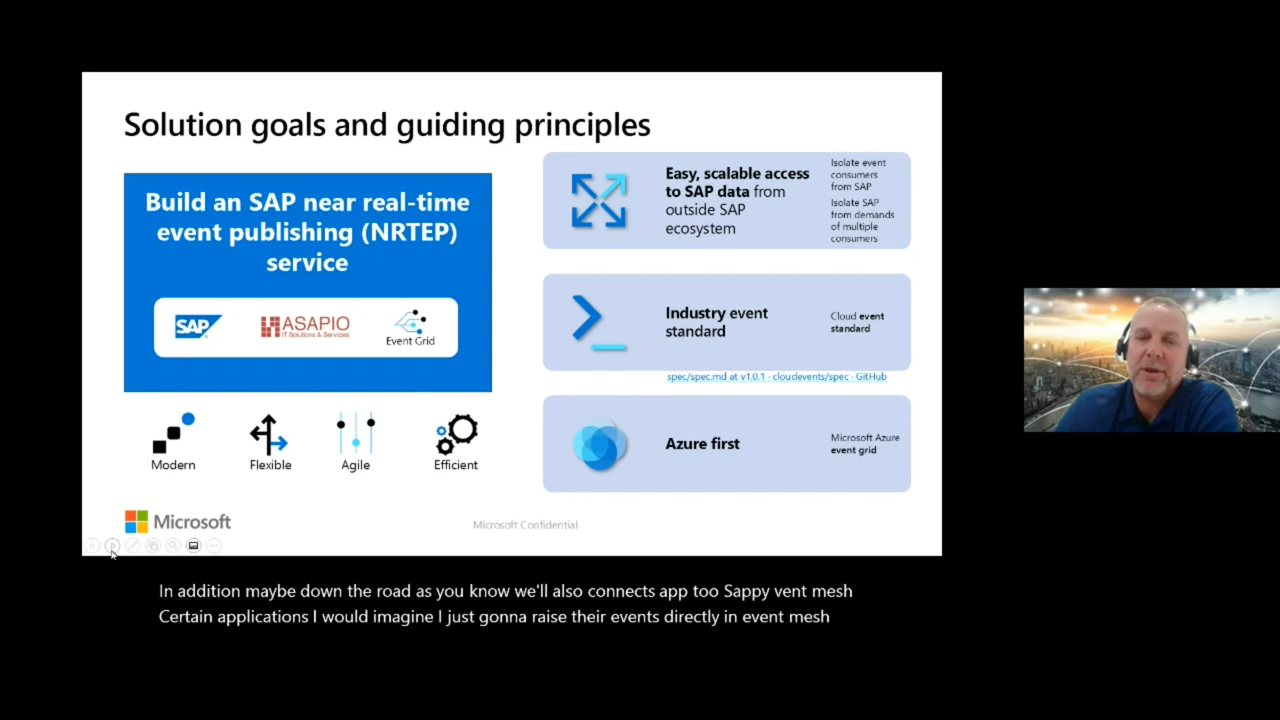 Solution goals and guiding principles
Build an SAP near real-time
event publishing (NRTEP)
service
SAP
ASAPIO
IT Solutions & Services
Event Grid
Modern
Flexible
Agile
Efficient
Easy, scalable access
to SAP data from
outside SAP
ecosystem
Isolate event
consumers
from SAP
Isolate SAP
from demands
of multiple
consumers
Industry event
standard
Cloud event
standard
spec/spec.md at v1.0.1 · cloudevents/spec · GitHub
Azure first
Microsoft Azure
event grid
Microsoft
Microsoft Confidential
In addition maybe down the road as you know we'll also connects app too Sappy vent mesh
Certain applications I would imagine I just gonna raise their events directly in event mesh